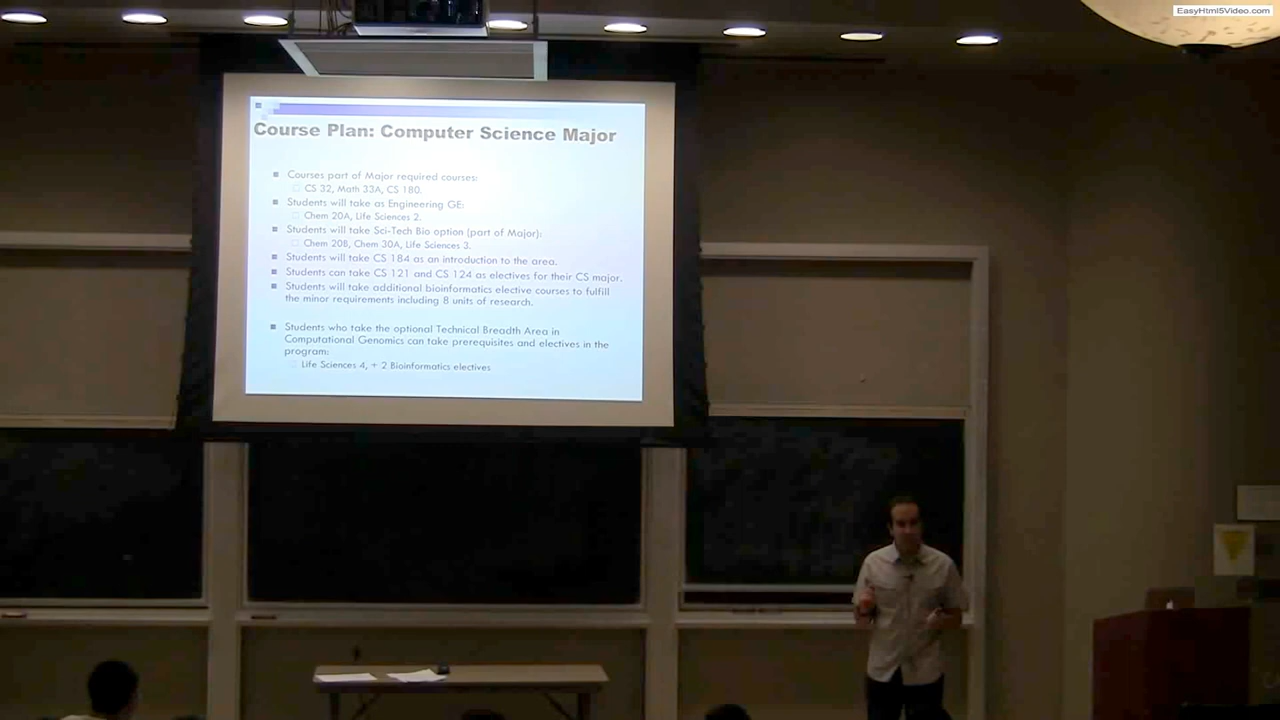 EasyHtml5Video.com
Course Plan: Computer Science Major
Courses part of Major required courses:
CS 32, Math 33A, CS 180.
Students will take as Engineering GE:
Chem 20A, Life Sciences 2.
Students will take Sci-Tech Bio option (part of Major):
Chem 20B, Chem 30A, Life Sciences 3.
Students will take CS 184 as an introduction to the area.
Students can take CS 121 and CS 124 as electives for their CS major.
Students will take additional bioinformatics elective courses to fulfill
the minor requirements including 8 units of research.
Students who take the optional Technical Breadth Area in
Computational Genomics can take prerequisites and electives in the
program:
Life Sciences 4, + 2 Bioinformatics electives